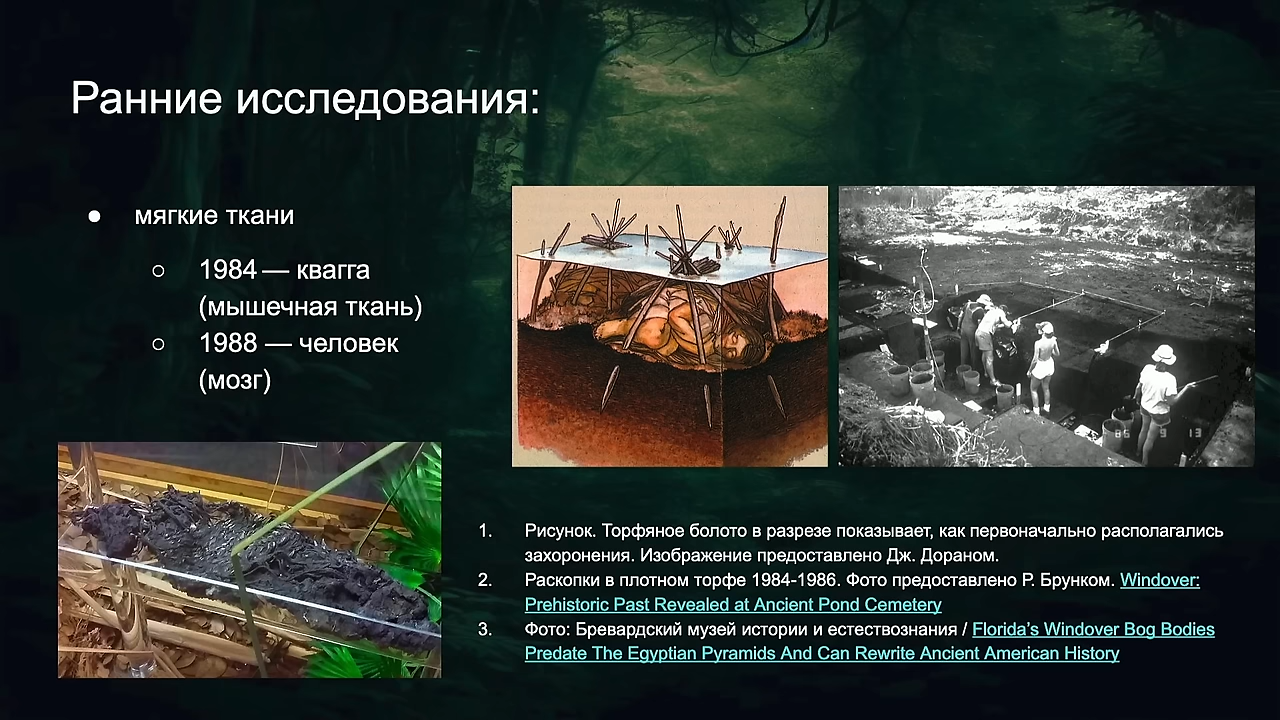 Ранние исследования:
● мягкие ткани
○ 1984 — квагга
(мышечная ткань)
○ 1988 — человек
(мозг)
85 9 13
1. Рисунок. Торфяное болото в разрезе показывает, как первоначально располагались
захоронения. Изображение предоставлено Дж. Дораном.
2. Раскопки в плотном торфе 1984-1986. Фото предоставлено Р. Брунком. Windover:
Prehistoric Past Revealed at Ancient Pond Cemetery
3. Фото: Бревардский музей истории и естествознания / Florida’s Windover Bog Bodies
Predate The Egyptian Pyramids And Can Rewrite Ancient American History